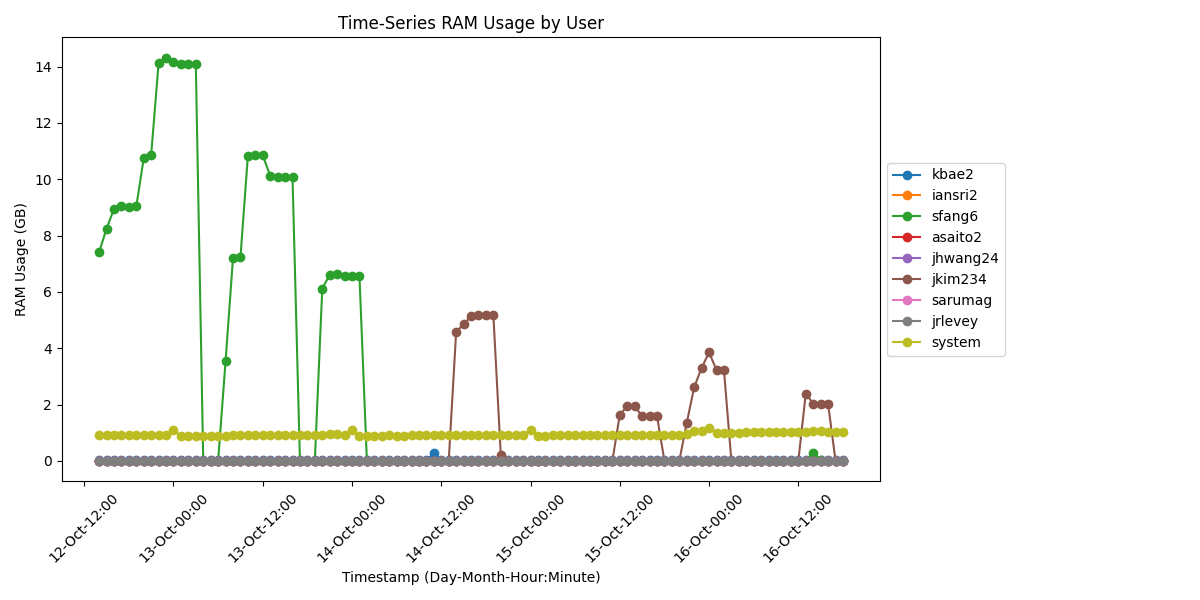 Time-Series RAM Usage by User
RAM Usage (GB)
14
12
10
8
6
4
2
0
12-Oct-12:00
13-Oct-00:00
13-Oct-12:00
14-Oct-00:00
14-Oct-12:00
15-Oct-00:00
15-Oct-12:00
16-Oct-00:00
16-Oct-12:00
Timestamp (Day-Month-Hour:Minute)
kbae2
iansri2
sfang6
asaito2
jhwang24
jkim234
sarumag
jrlevey
system